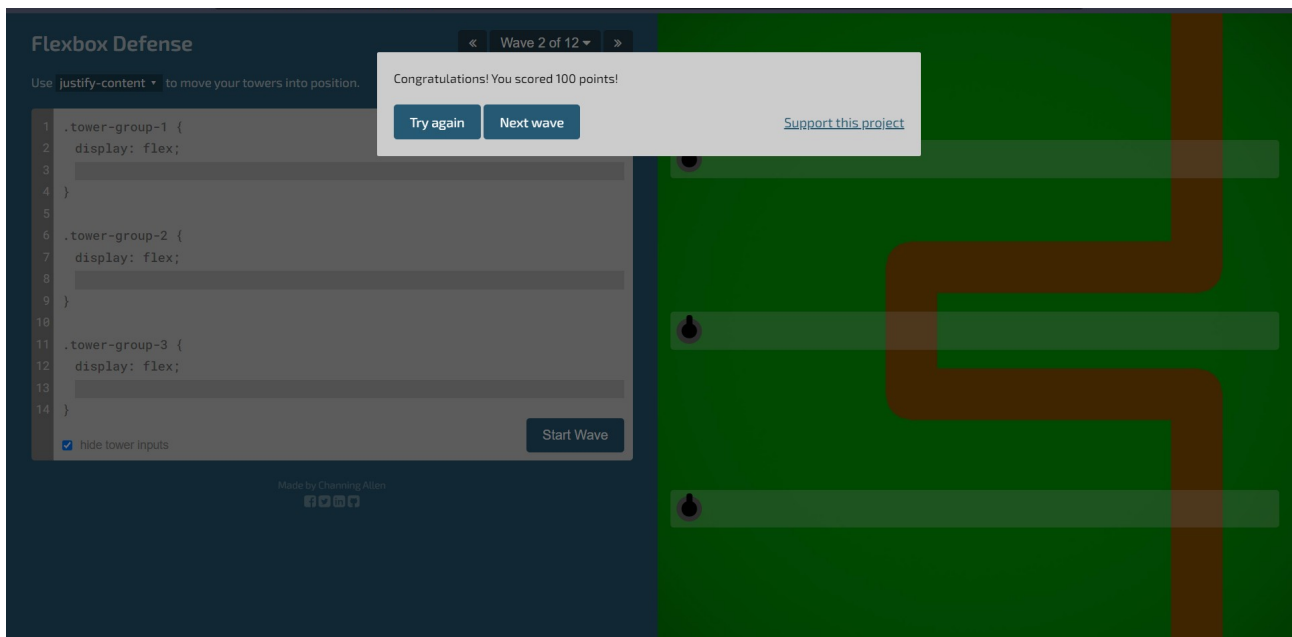 Flexbox Defense
« Wave 2 of 12 ▾ »
Use justify-content ▾ to move your towers into position.
Congratulations! You scored 100 points!
Try again Next wave Support this project
1 .tower-group-1 {
2 display: flex;
3
4 }
5
6 .tower-group-2 {
7 display: flex;
8
9 }
10
11 .tower-group-3 {
12 display: flex;
13
14 }
hide tower inputs
Start Wave
Made by Channing Allen